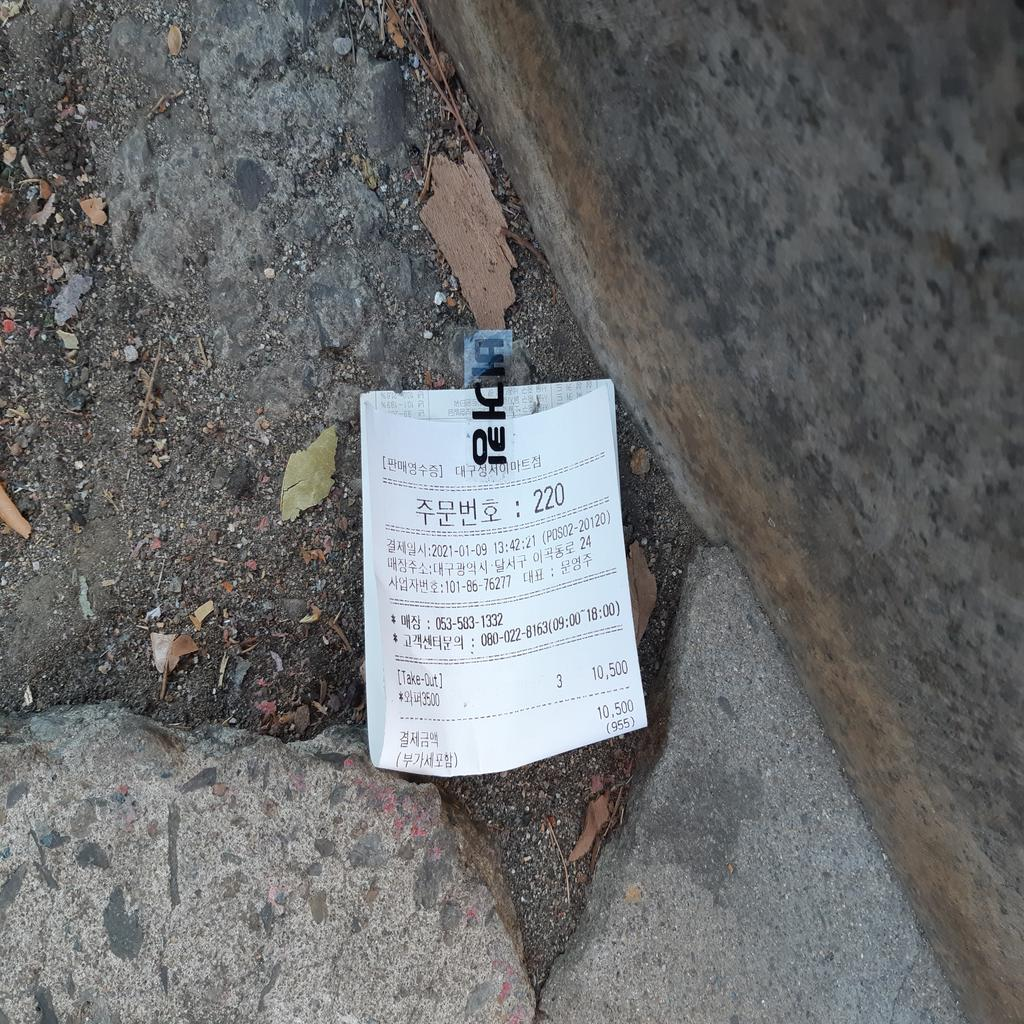 버거킹
[판매영수증] 대구성서이마트점
주문번호 : 220
결제일시:2021-01-09 13:42:21 (POS02-20120)
매장주소:대구광역시 달서구 이곡동로 24
사업자번호:101-86-76277 대표 : 문영주
* 매장 : 053-583-1332
* 고객센터문의 : 080-022-8163(09:00~18:00)
[Take-Out]
*와퍼3500 3 10,500
결제금액 10,500
(부가세포함) (955)